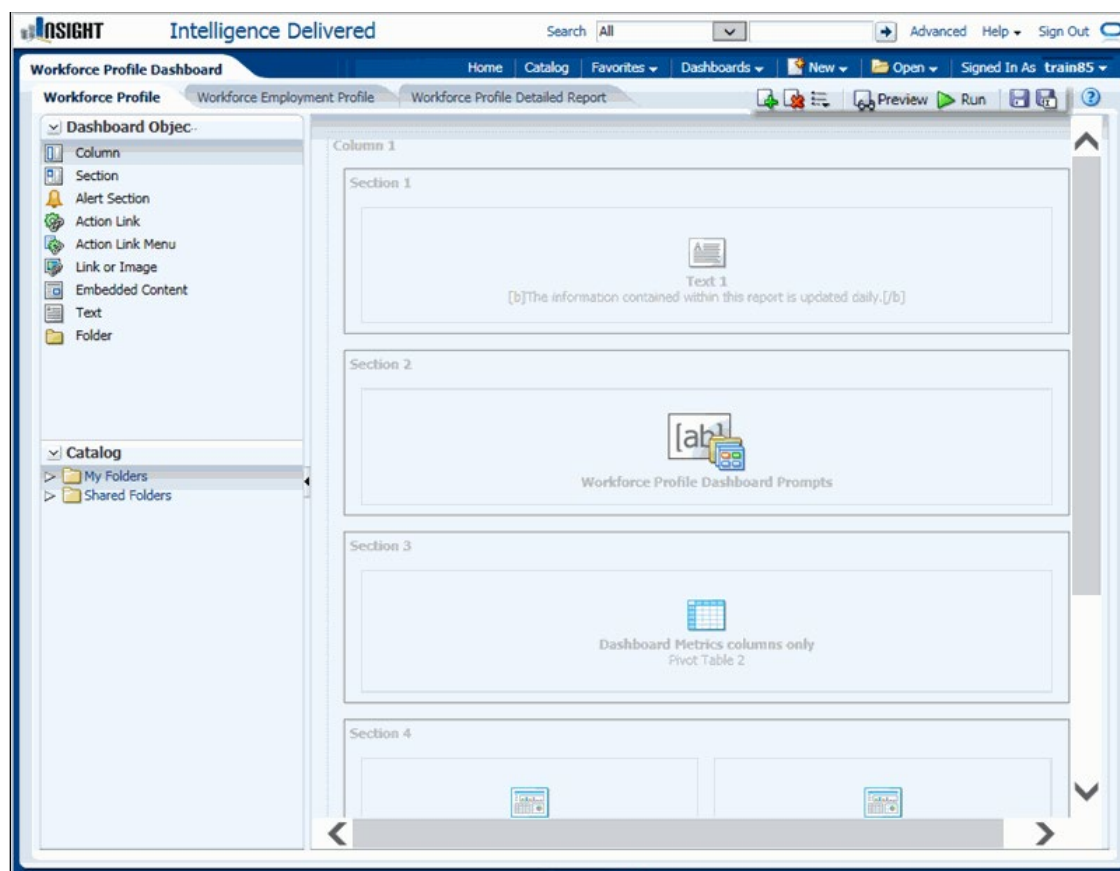 INSIGHT Intelligence Delivered Search All Advanced Help Sign Out
Workforce Profile Dashboard Home Catalog Favorites Dashboards New Open Signed In As train85
Workforce Profile Workforce Employment Profile Workforce Profile Detailed Report Preview Run
Dashboard Objec..
Column
Section
Alert Section
Action Link
Action Link Menu
Link or Image
Embedded Content
Text
Folder
Catalog
My Folders
Shared Folders
Column 1
Section 1
Text 1
[b]The information contained within this report is updated daily.[/b]
Section 2
[ab]
Workforce Profile Dashboard Prompts
Section 3
Dashboard Metrics columns only
Pivot Table 2
Section 4